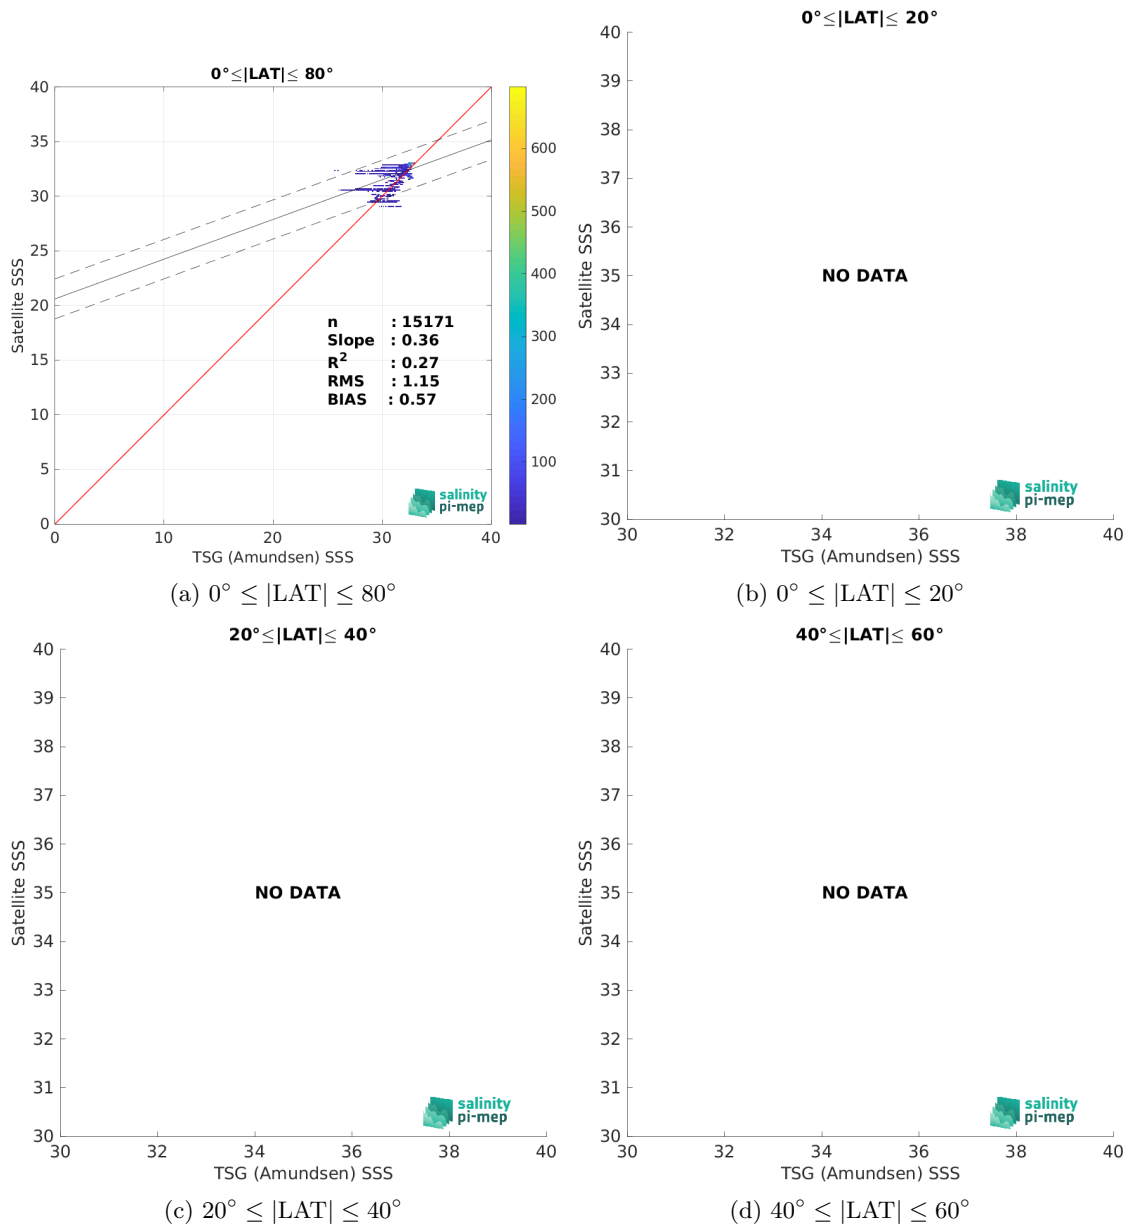 0°≤|LAT|≤ 80°
40
35
30
25
20
15
10
5
0
Satellite SSS
0
10
20
30
40
TSG (Amundsen) SSS
n : 15171
Slope : 0.36
R² : 0.27
RMS : 1.15
BIAS : 0.57
salinity
pi-mep
600
500
400
300
200
100
(a) 0° ≤ |LAT| ≤ 80°
0°≤|LAT|≤ 20°
40
39
38
37
36
35
34
33
32
31
30
Satellite SSS
NO DATA
salinity
pi-mep
30
32
34
36
38
40
TSG (Amundsen) SSS
(b) 0° ≤ |LAT| ≤ 20°
20°≤|LAT|≤ 40°
40
39
38
37
36
35
34
33
32
31
30
Satellite SSS
NO DATA
salinity
pi-mep
30
32
34
36
38
40
TSG (Amundsen) SSS
(c) 20° ≤ |LAT| ≤ 40°
40°≤|LAT|≤ 60°
40
39
38
37
36
35
34
33
32
31
30
Satellite SSS
NO DATA
salinity
pi-mep
30
32
34
36
38
40
TSG (Amundsen) SSS
(d) 40° ≤ |LAT| ≤ 60°